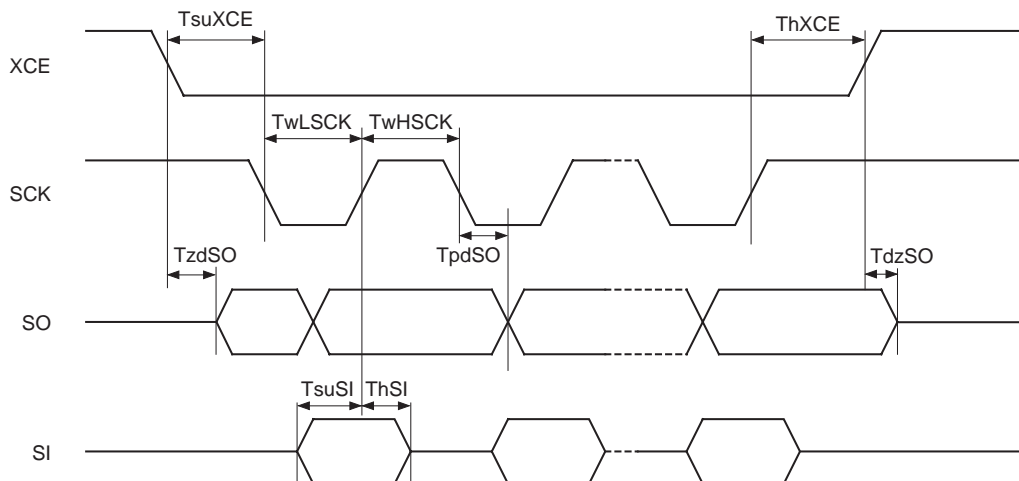 TsuXCE
ThXCE
XCE
TwLSCK
TwHSCK
SCK
TzdSO
TpdSO
TdzSO
SO
TsuSI
ThSI
SI